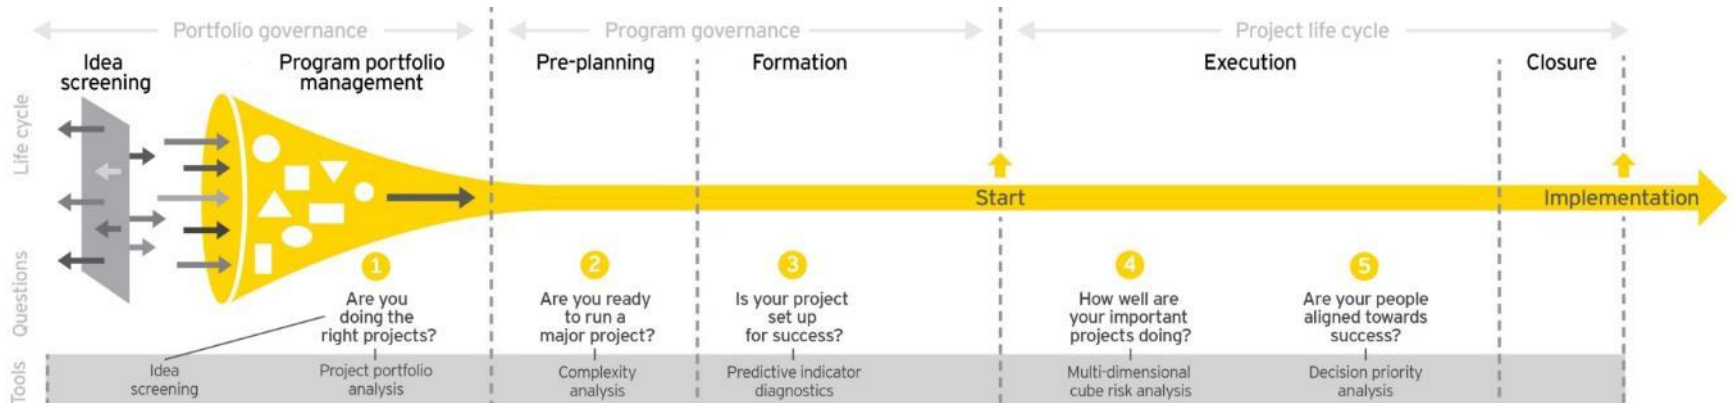 Portfolio governance
Program governance
Project life cycle
Idea
screening
Program portfolio
management
Pre-planning
Formation
Execution
Closure
Life cycle
Start
Implementation
Questions
1
Are you
doing the
right projects?
2
Are you ready
to run a
major project?
3
Is your project
set up
for success?
4
How well are
your important
projects doing?
5
Are your people
aligned towards
success?
Tools
Idea
screening
Project portfolio
analysis
Complexity
analysis
Predictive indicator
diagnostics
Multi-dimensional
cube risk analysis
Decision priority
analysis